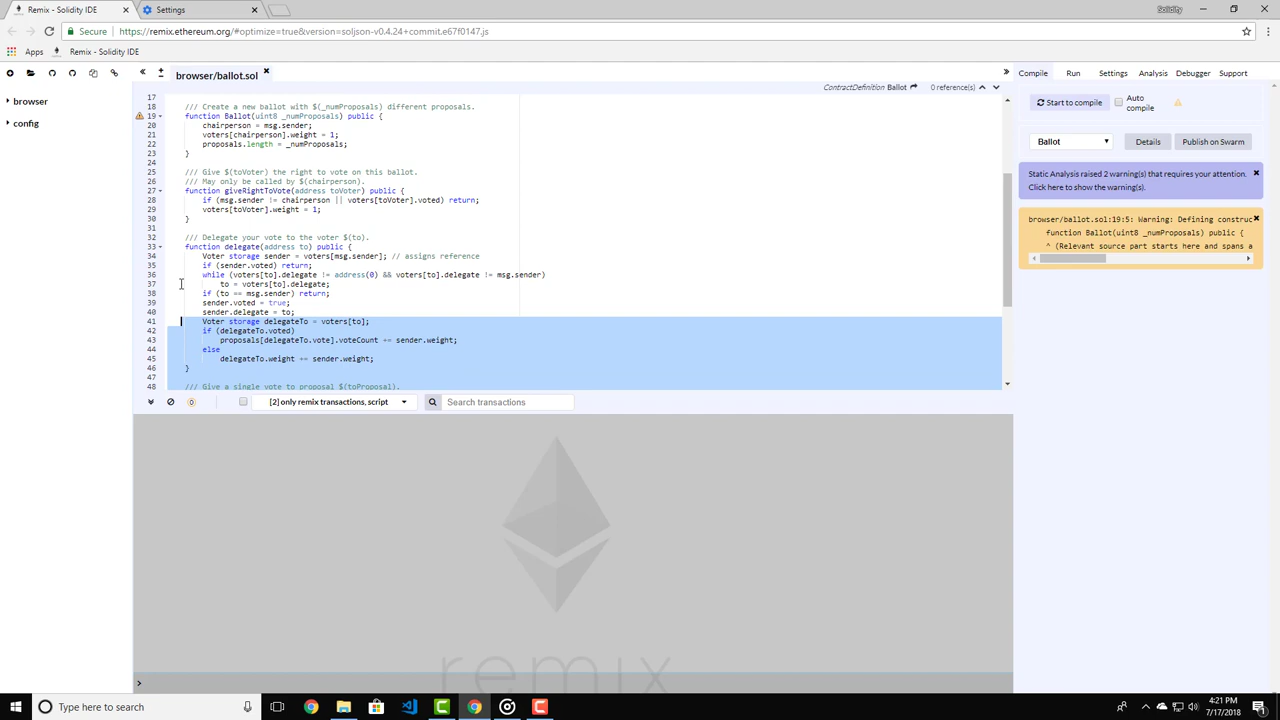 Remix - Solidity IDE
Settings
Solidity
Secure
https://remix.ethereum.org/#optimize=true&version=soljson-v0.4.24+commit.e67f0147.js
Apps
Remix - Solidity IDE
browser/ballot.sol
Compile
Run
Settings
Analysis
Debugger
Support
browser
config
ContractDefinition Ballot
0 reference(s)
17
18 /// Create a new ballot with $(_numProposals) different proposals.
19 function Ballot(uint8 _numProposals) public {
20 chairperson = msg.sender;
21 voters[chairperson].weight = 1;
22 proposals.length = _numProposals;
23 }
24
25 /// Give $(toVoter) the right to vote on this ballot.
26 /// May only be called by $(chairperson).
27 function giveRightToVote(address toVoter) public {
28 if (msg.sender != chairperson || voters[toVoter].voted) return;
29 voters[toVoter].weight = 1;
30 }
31
32 /// Delegate your vote to the voter $(to).
33 function delegate(address to) public {
34 Voter storage sender = voters[msg.sender]; // assigns reference
35 if (sender.voted) return;
36 while (voters[to].delegate != address(0) && voters[to].delegate != msg.sender)
37 to = voters[to].delegate;
38 if (to == msg.sender) return;
39 sender.voted = true;
40 sender.delegate = to;
41 Voter storage delegateTo = voters[to];
42 if (delegateTo.voted)
43 proposals[delegateTo.vote].voteCount += sender.weight;
44 else
45 delegateTo.weight += sender.weight;
46 }
47
48 /// Give a single vote to proposal $(toProposal).
Start to compile
Auto
compile
Ballot
Details
Publish on Swarm
Static Analysis raised 2 warning(s) that requires your attention.
Click here to show the warning(s).
browser/ballot.sol:19:5: Warning: Defining construc
function Ballot(uint8 _numProposals) public {
^ (Relevant source part starts here and spans a
0
[2] only remix transactions, script
Search transactions
remix
>
Type here to search
4:21 PM
7/17/2018
1